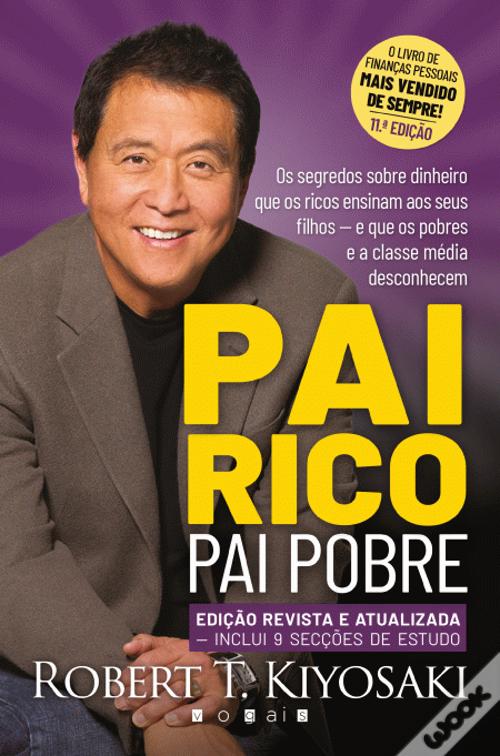 O LIVRO DE
FINANÇAS PESSOAIS
MAIS VENDIDO
DE SEMPRE!
11.ª EDIÇÃO
Os segredos sobre dinheiro
que os ricos ensinam aos seus
filhos — e que os pobres
e a classe média
desconhecem
PAI
RICO
PAI POBRE
EDIÇÃO REVISTA E ATUALIZADA
— INCLUI 9 SECÇÕES DE ESTUDO
ROBERT T. KIYOSAKI
vogais
wook